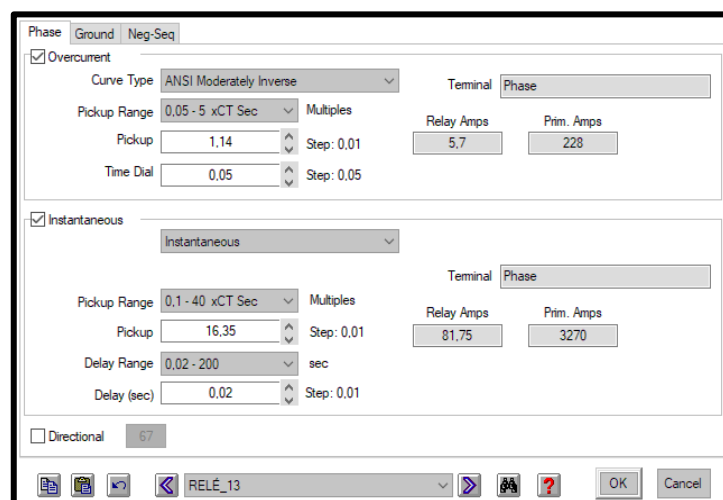 Phase Ground Neg-Seq
Overcurrent
Curve Type ANSI Moderately Inverse Terminal Phase
Pickup Range 0,05 - 5 xCT Sec Multiples Relay Amps Prim. Amps
Pickup 1,14 Step: 0,01 5,7 228
Time Dial 0,05 Step: 0,05
Instantaneous
Instantaneous
Terminal Phase
Pickup Range 0,1 - 40 xCT Sec Multiples Relay Amps Prim. Amps
Pickup 16,35 Step: 0,01 81,75 3270
Delay Range 0,02 - 200 sec
Delay (sec) 0,02 Step: 0,01
Directional 67
RELÉ_13 ? OK Cancel